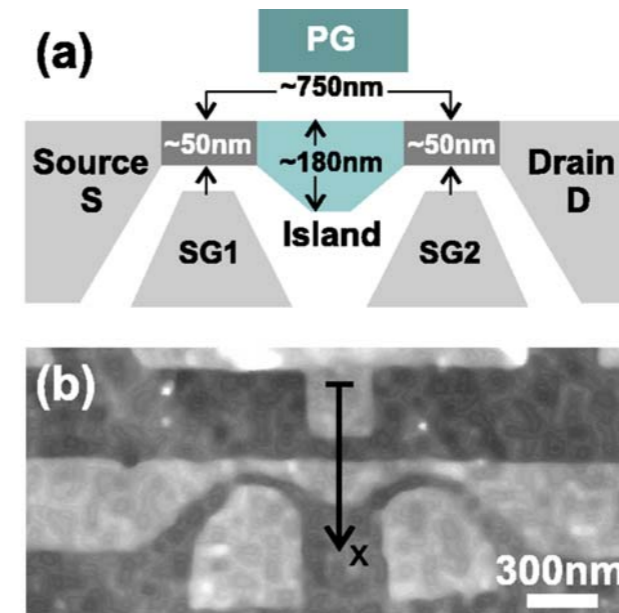 (a)
PG
~750nm
~50nm
~180nm
~50nm
Source
S
Drain
D
Island
SG1
SG2
(b)
X
300nm